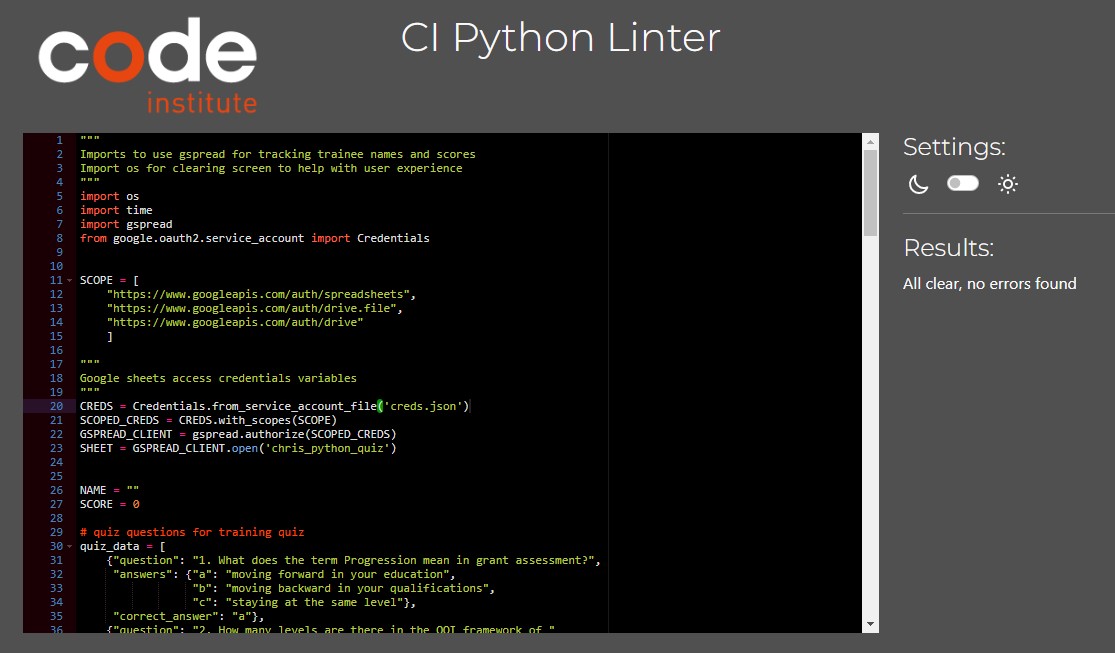 code
institute
CI Python Linter
1 """
2 Imports to use gspread for tracking trainee names and scores
3 Import os for clearing screen to help with user experience
4 """
5 import os
6 import time
7 import gspread
8 from google.oauth2.service_account import Credentials
9
10
11 SCOPE = [
12 "https://www.googleapis.com/auth/spreadsheets",
13 "https://www.googleapis.com/auth/drive.file",
14 "https://www.googleapis.com/auth/drive"
15 ]
16
17 """
18 Google sheets access credentials variables
19 """
20 CREDS = Credentials.from_service_account_file('creds.json')
21 SCOPED_CREDS = CREDS.with_scopes(SCOPE)
22 GSPREAD_CLIENT = gspread.authorize(SCOPED_CREDS)
23 SHEET = GSPREAD_CLIENT.open('chris_python_quiz')
24
25
26 NAME = ""
27 SCORE = 0
28
29 # quiz questions for training quiz
30 quiz_data = [
31 {"question": "1. What does the term Progression mean in grant assessment?",
32 "answers": {"a": "moving forward in your education",
33 "b": "moving backward in your qualifications",
34 "c": "staying at the same level"},
35 "correct_answer": "a"},
36 {"question": "2. How many levels are there in the QQI framework of "
Settings:
Results:
All clear, no errors found